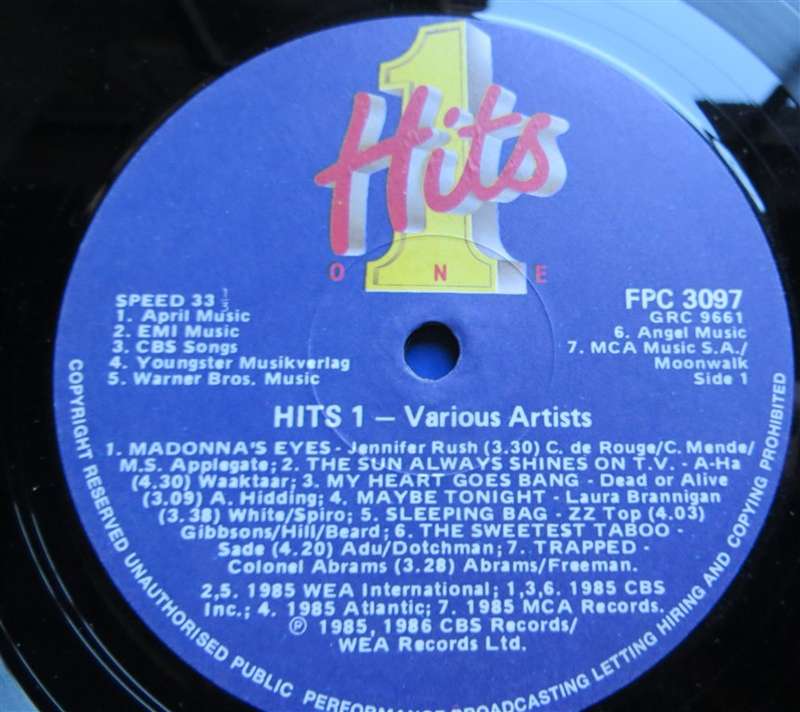 1
Hits
O N E
SPEED 33
1. April Music
2. EMI Music
3. CBS Songs
4. Youngster Musikverlag
5. Warner Bros. Music
FPC 3097
GRC 9661
6. Angel Music
7. MCA Music S.A./
Moonwalk
Side 1
HITS 1 – Various Artists
1. MADONNA'S EYES - Jennifer Rush (3.30) C. de Rouge/C. Mende/
M.S. Applegate; 2. THE SUN ALWAYS SHINES ON T.V. - A-Ha
(4.30) Waaktaar; 3. MY HEART GOES BANG - Dead or Alive
(3.09) A. Hidding; 4. MAYBE TONIGHT - Laura Brannigan
(3.38) White/Spiro; 5. SLEEPING BAG - ZZ Top (4.03)
Gibbsons/Hill/Beard; 6. THE SWEETEST TABOO -
Sade (4.20) Adu/Dotchman; 7. TRAPPED -
Colonel Abrams (3.28) Abrams/Freeman.
2,5. 1985 WEA International; 1,3,6. 1985 CBS
Inc.; 4. 1985 Atlantic; 7. 1985 MCA Records.
℗ 1985, 1986 CBS Records/
WEA Records Ltd.
COPYRIGHT RESERVED UNAUTHORISED PUBLIC PERFORMANCE BROADCASTING LETTING HIRING AND COPYING PROHIBITED